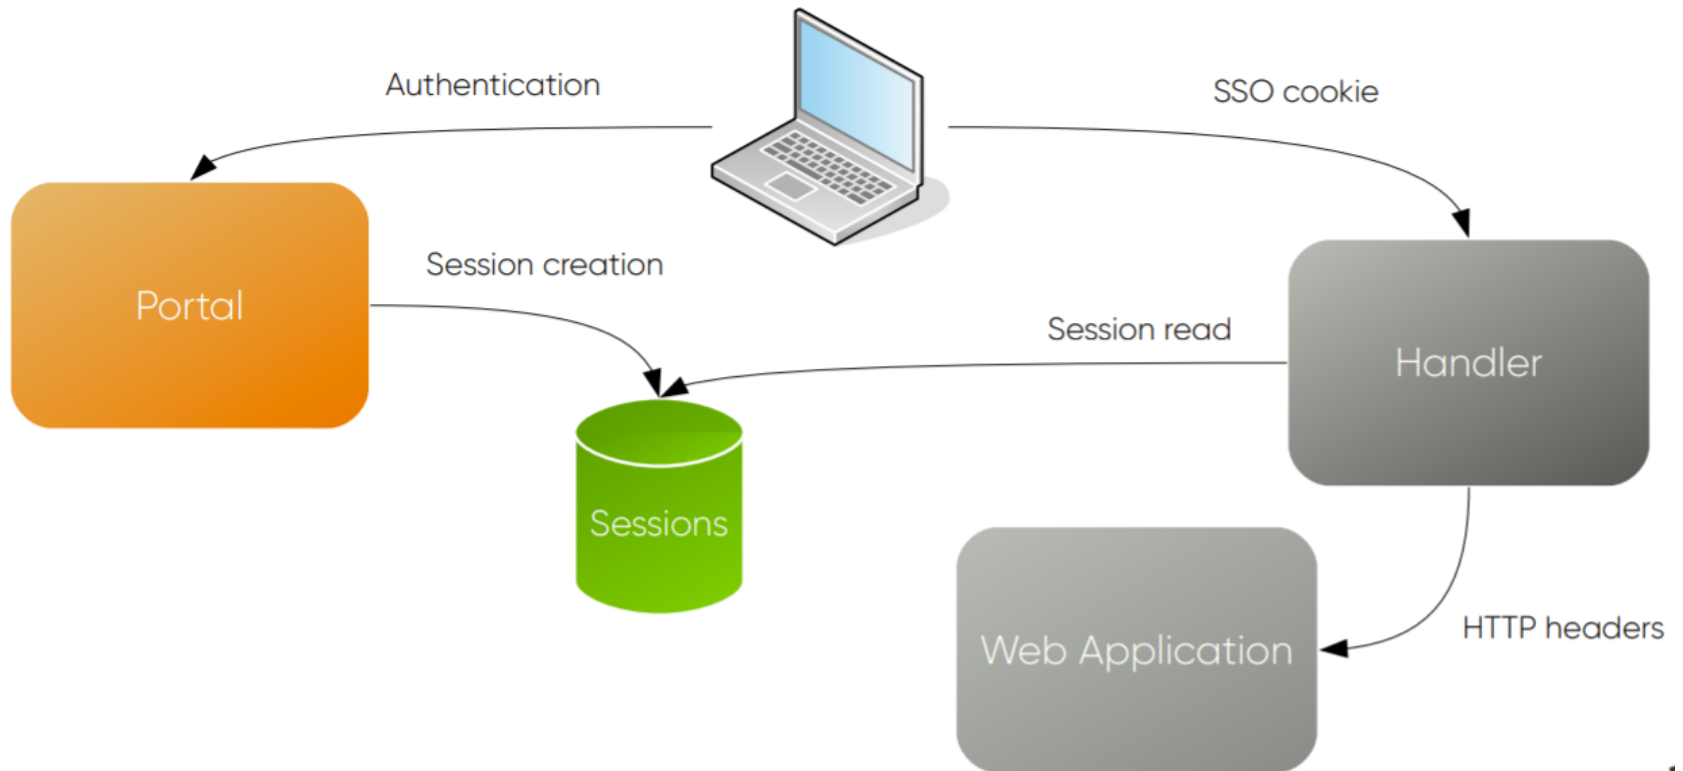 Authentication
SSO cookie
Session creation
Portal
Session read
Handler
Sessions
HTTP headers
Web Application